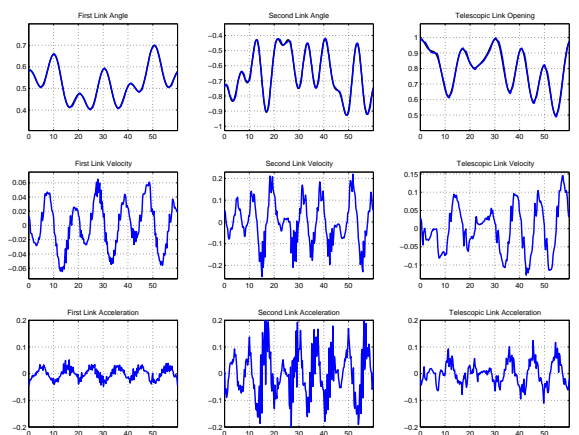 First Link Angle
0.7
0.6
0.5
0.4
0 10 20 30 40 50
Second Link Angle
−0.4
−0.5
−0.6
−0.7
−0.8
−0.9
−1
0 10 20 30 40 50 60
Telescopic Link Opening
1
0.9
0.8
0.7
0.6
0.5
0 10 20 30 40 50 60
First Link Velocity
0.06
0.04
0.02
0
−0.02
−0.04
−0.06
0 10 20 30 40 50
Second Link Velocity
0.2
0.1
0
−0.1
−0.2
0 10 20 30 40 50 60
Telescopic Link Velocity
0.15
0.1
0.05
0
−0.05
−0.1
0 10 20 30 40 50 60
First Link Acceleration
0.2
0.1
0
−0.1
−0.2
0 10 20 30 40 50
Second Link Acceleration
0.2
0.1
0
−0.1
−0.2
0 10 20 30 40 50 60
Telescopic Link Acceleration
0.2
0.1
0
−0.1
−0.2
0 10 20 30 40 50 60